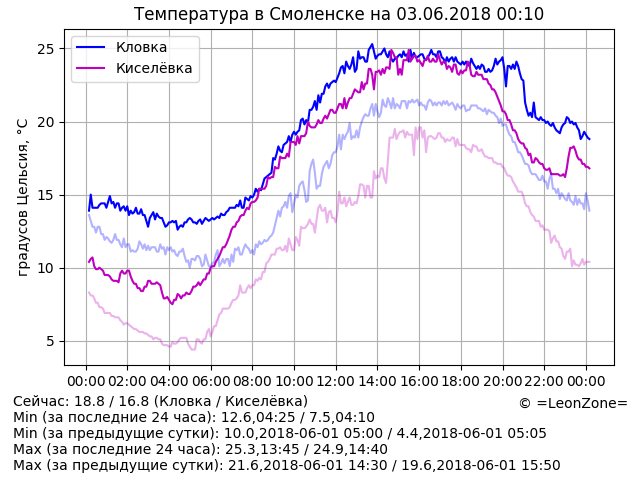 Температура в Смоленске на 03.06.2018 00:10
градусов Цельсия, °C
25
20
15
10
5
Кловка
Киселёвка
00:00 02:00 04:00 06:00 08:00 10:00 12:00 14:00 16:00 18:00 20:00 22:00 00:00
Сейчас: 18.8 / 16.8 (Кловка / Киселёвка)
© =LeonZone=
Min (за последние 24 часа): 12.6,04:25 / 7.5,04:10
Min (за предыдущие сутки): 10.0,2018-06-01 05:00 / 4.4,2018-06-01 05:05
Max (за последние 24 часа): 25.3,13:45 / 24.9,14:40
Max (за предыдущие сутки): 21.6,2018-06-01 14:30 / 19.6,2018-06-01 15:50